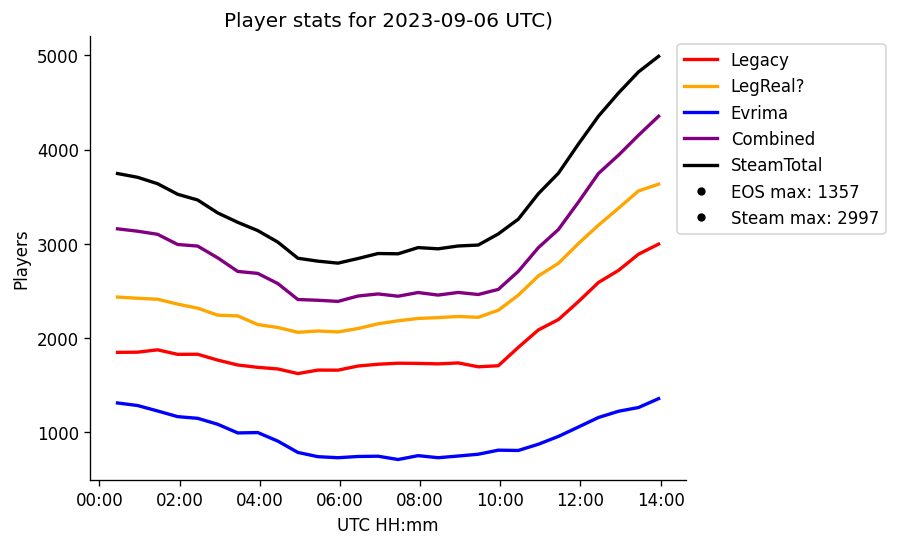 Player stats for 2023-09-06 UTC)
Players
5000
4000
3000
2000
1000
00:00 02:00 04:00 06:00 08:00 10:00 12:00 14:00
UTC HH:mm
Legacy
LegReal?
Evrima
Combined
SteamTotal
EOS max: 1357
Steam max: 2997